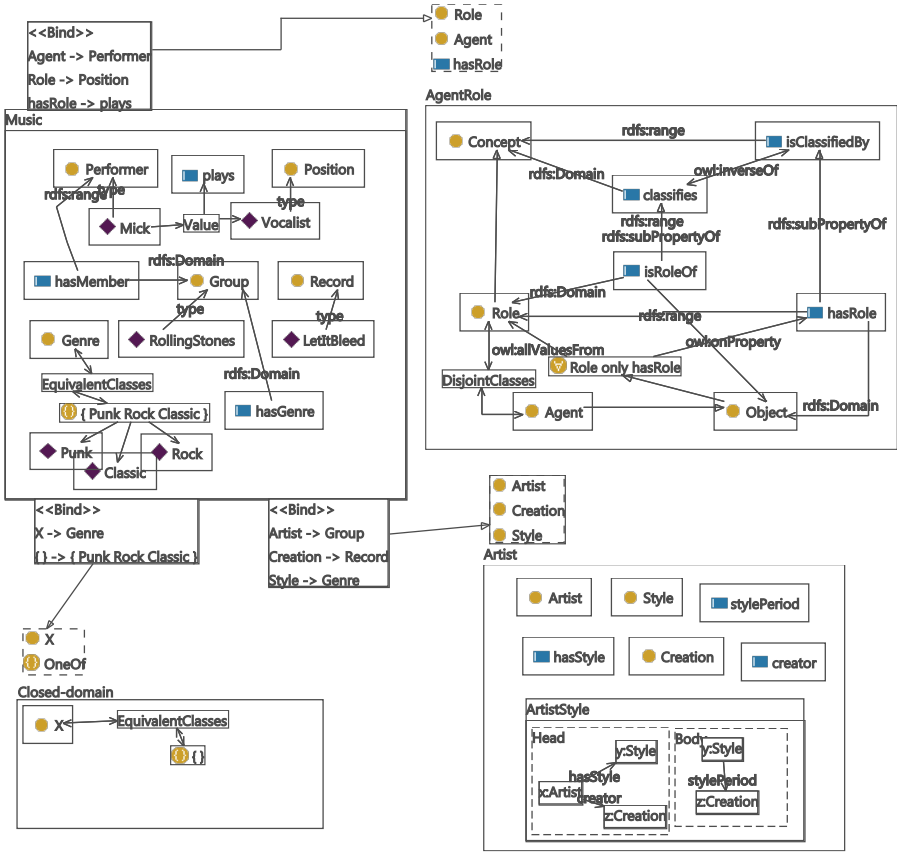 <<Bind>>
Agent -> Performer
Role -> Position
hasRole -> plays
Role
Agent
hasRole
Music
Performer
plays
Position
rdfs:range
type
type
Mick
Value
Vocalist
rdfs:Domain
hasMember
Group
Record
type
type
Genre
RollingStones
LetItBleed
EquivalentClasses
rdfs:Domain
{ Punk Rock Classic }
hasGenre
Punk
Classic
Rock
AgentRole
Concept
rdfs:range
isClassifiedBy
rdfs:Domain
owl:inverseOf
classifies
rdfs:range
rdfs:subPropertyOf
rdfs:subPropertyOf
isRoleOf
rdfs:Domain
Role
rdfs:range
hasRole
owl:onProperty
owl:allValuesFrom
Role only hasRole
DisjointClasses
Agent
Object
rdfs:Domain
<<Bind>>
X -> Genre
{ } -> { Punk Rock Classic }
<<Bind>>
Artist -> Group
Creation -> Record
Style -> Genre
Artist
Creation
Style
X
OneOf
Closed-domain
X
EquivalentClasses
{ }
Artist
Artist
Style
stylePeriod
hasStyle
Creation
creator
ArtistStyle
Head
y:Style
hasStyle
x:Artist
creator
z:Creation
Body
y:Style
stylePeriod
z:Creation